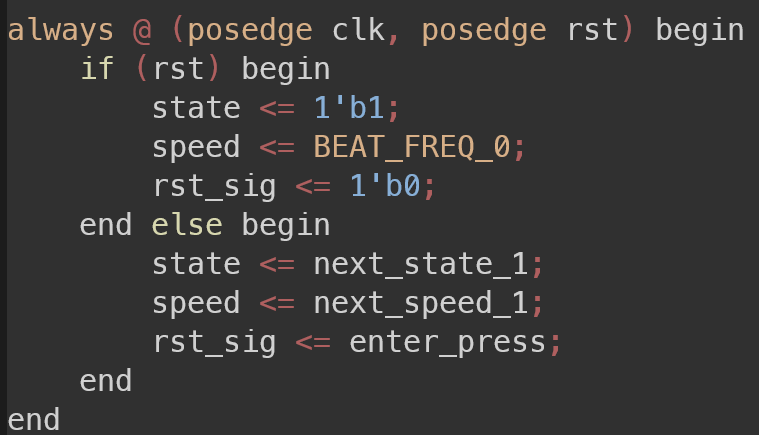 always @ (posedge clk, posedge rst) begin
    if (rst) begin
        state <= 1'b1;
        speed <= BEAT_FREQ_0;
        rst_sig <= 1'b0;
    end else begin
        state <= next_state_1;
        speed <= next_speed_1;
        rst_sig <= enter_press;
    end
end